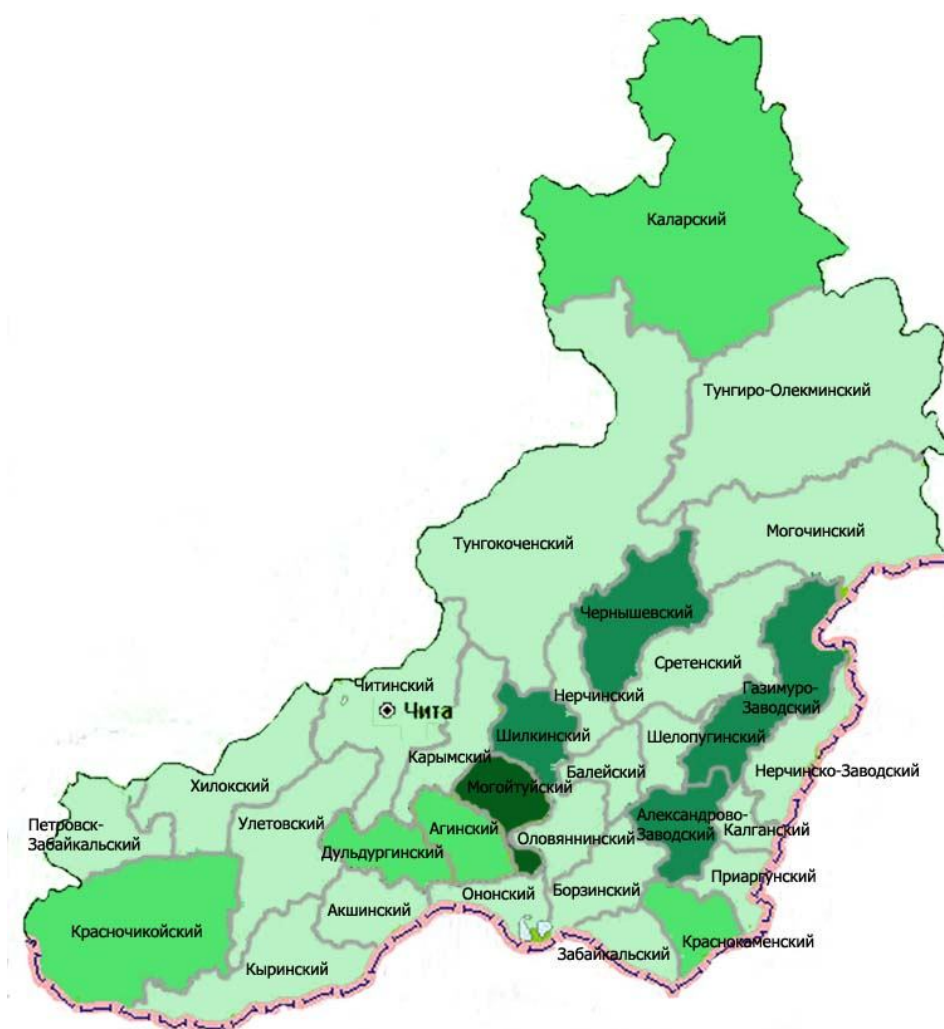 Каларский
Тунгиро-Олекминский
Могочинский
Тунгокоченский
Чернышевский
Сретенский
Газимуро-
Заводский
Нерчинский
Читинский
Чита
Шилкинский
Шелопугинский
Карымский
Балейский
Нерчинско-Заводский
Хилокский
Могойтуйский
Александрово-
Заводский
Калганский
Петровск-
Забайкальский
Улетовский
Агинский
Оловяннинский
Дульдургинский
Приаргунский
Ононский
Борзинский
Акшинский
Красночикойский
Краснокаменский
Забайкальский
Кыринский